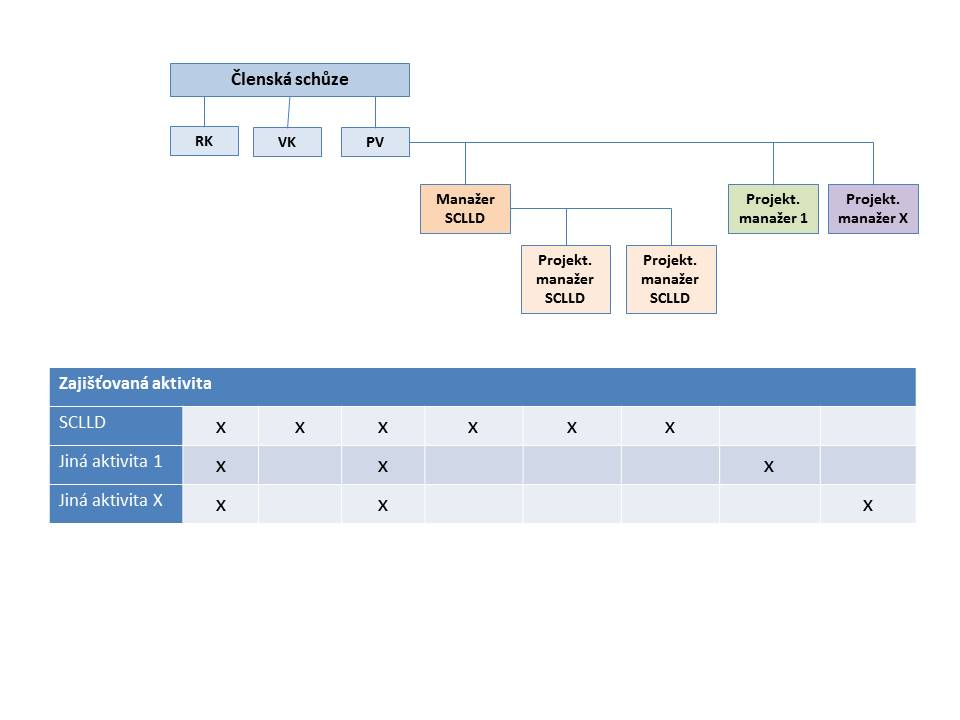 Členská schůze
RK VK PV
Manažer
SCLLD
Projekt.
manažer 1
Projekt.
manažer X
Projekt.
manažer
SCLLD
Projekt.
manažer
SCLLD
Zajišťovaná aktivita
SCLLD X X X X X X
Jiná aktivita 1 X X X
Jiná aktivita X X X X